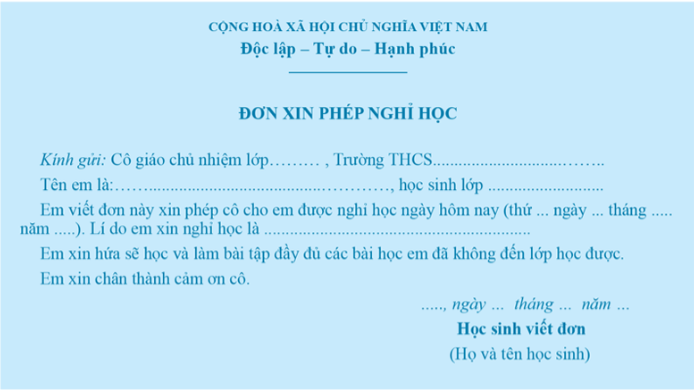 CỘNG HOÀ XÃ HỘI CHỦ NGHĨA VIỆT NAM
Độc lập – Tự do – Hạnh phúc
ĐƠN XIN PHÉP NGHỈ HỌC
Kính gửi: Cô giáo chủ nhiệm lớp……… , Trường THCS..............................……..
Tên em là:……........................................…………, học sinh lớp ...........................
Em viết đơn này xin phép cô cho em được nghỉ học ngày hôm nay (thứ ... ngày ... tháng .....
năm .....). Lí do em xin nghỉ học là ..............................................................
Em xin hứa sẽ học và làm bài tập đầy đủ các bài học em đã không đến lớp học được.
Em xin chân thành cảm ơn cô.
....., ngày ... tháng ... năm ...
Học sinh viết đơn
(Họ và tên học sinh)